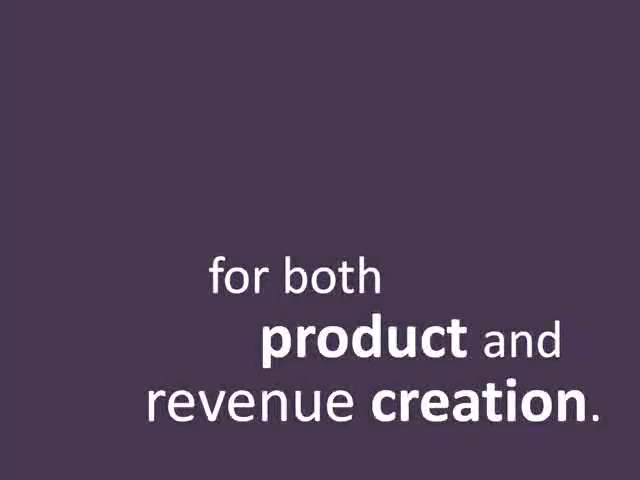 for both
product and
revenue creation.